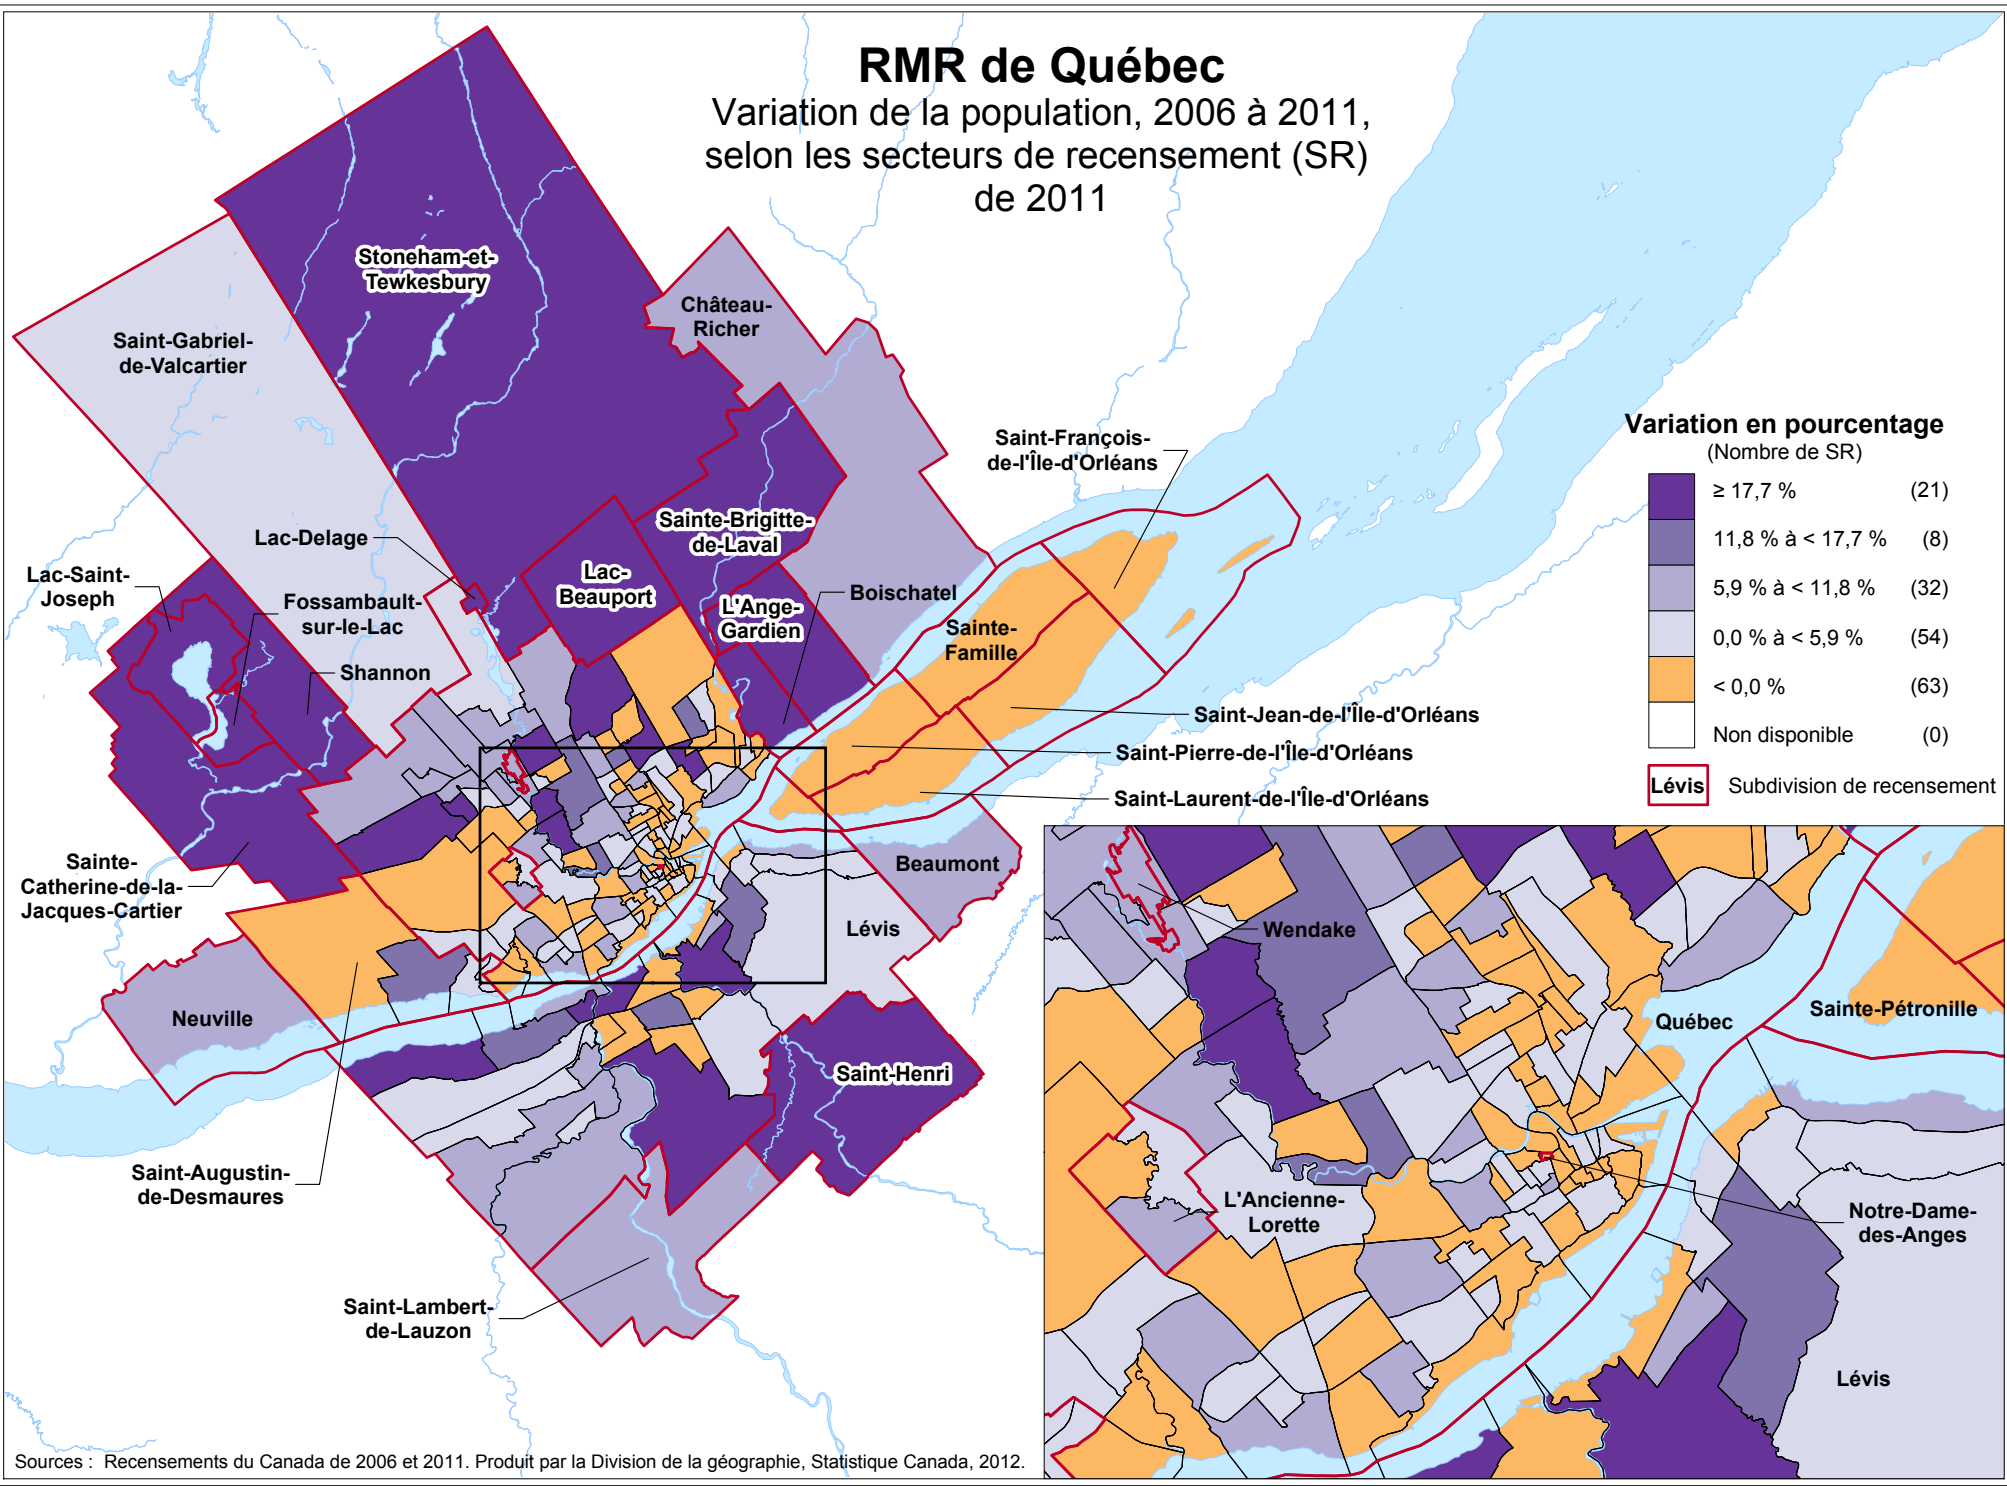 RMR de Québec
Variation de la population, 2006 à 2011,
selon les secteurs de recensement (SR)
de 2011
Stoneham-et-
Tewkesbury
Château-
Richer
Saint-Gabriel-
de-Valcartier
Saint-François-
de-l'Île-d'Orléans
Variation en pourcentage
(Nombre de SR)
≥ 17,7 % (21)
11,8 % à < 17,7 % (8)
5,9 % à < 11,8 % (32)
0,0 % à < 5,9 % (54)
< 0,0 % (63)
Non disponible (0)
Lévis Subdivision de recensement
Sainte-Brigitte-
de-Laval
Lac-Delage
Lac-
Beauport
Lac-Saint-
Joseph
Fossambault-
sur-le-Lac
L'Ange-
Gardien
Boischatel
Sainte-
Famille
Shannon
Saint-Jean-de-l'Île-d'Orléans
Saint-Pierre-de-l'Île-d'Orléans
Saint-Laurent-de-l'Île-d'Orléans
Sainte-
Catherine-de-la-
Jacques-Cartier
Beaumont
Lévis
Neuville
Saint-Henri
Saint-Augustin-
de-Desmaures
Saint-Lambert-
de-Lauzon
Wendake
Québec
Sainte-Pétronille
L'Ancienne-
Lorette
Notre-Dame-
des-Anges
Lévis
Sources : Recensements du Canada de 2006 et 2011. Produit par la Division de la géographie, Statistique Canada, 2012.